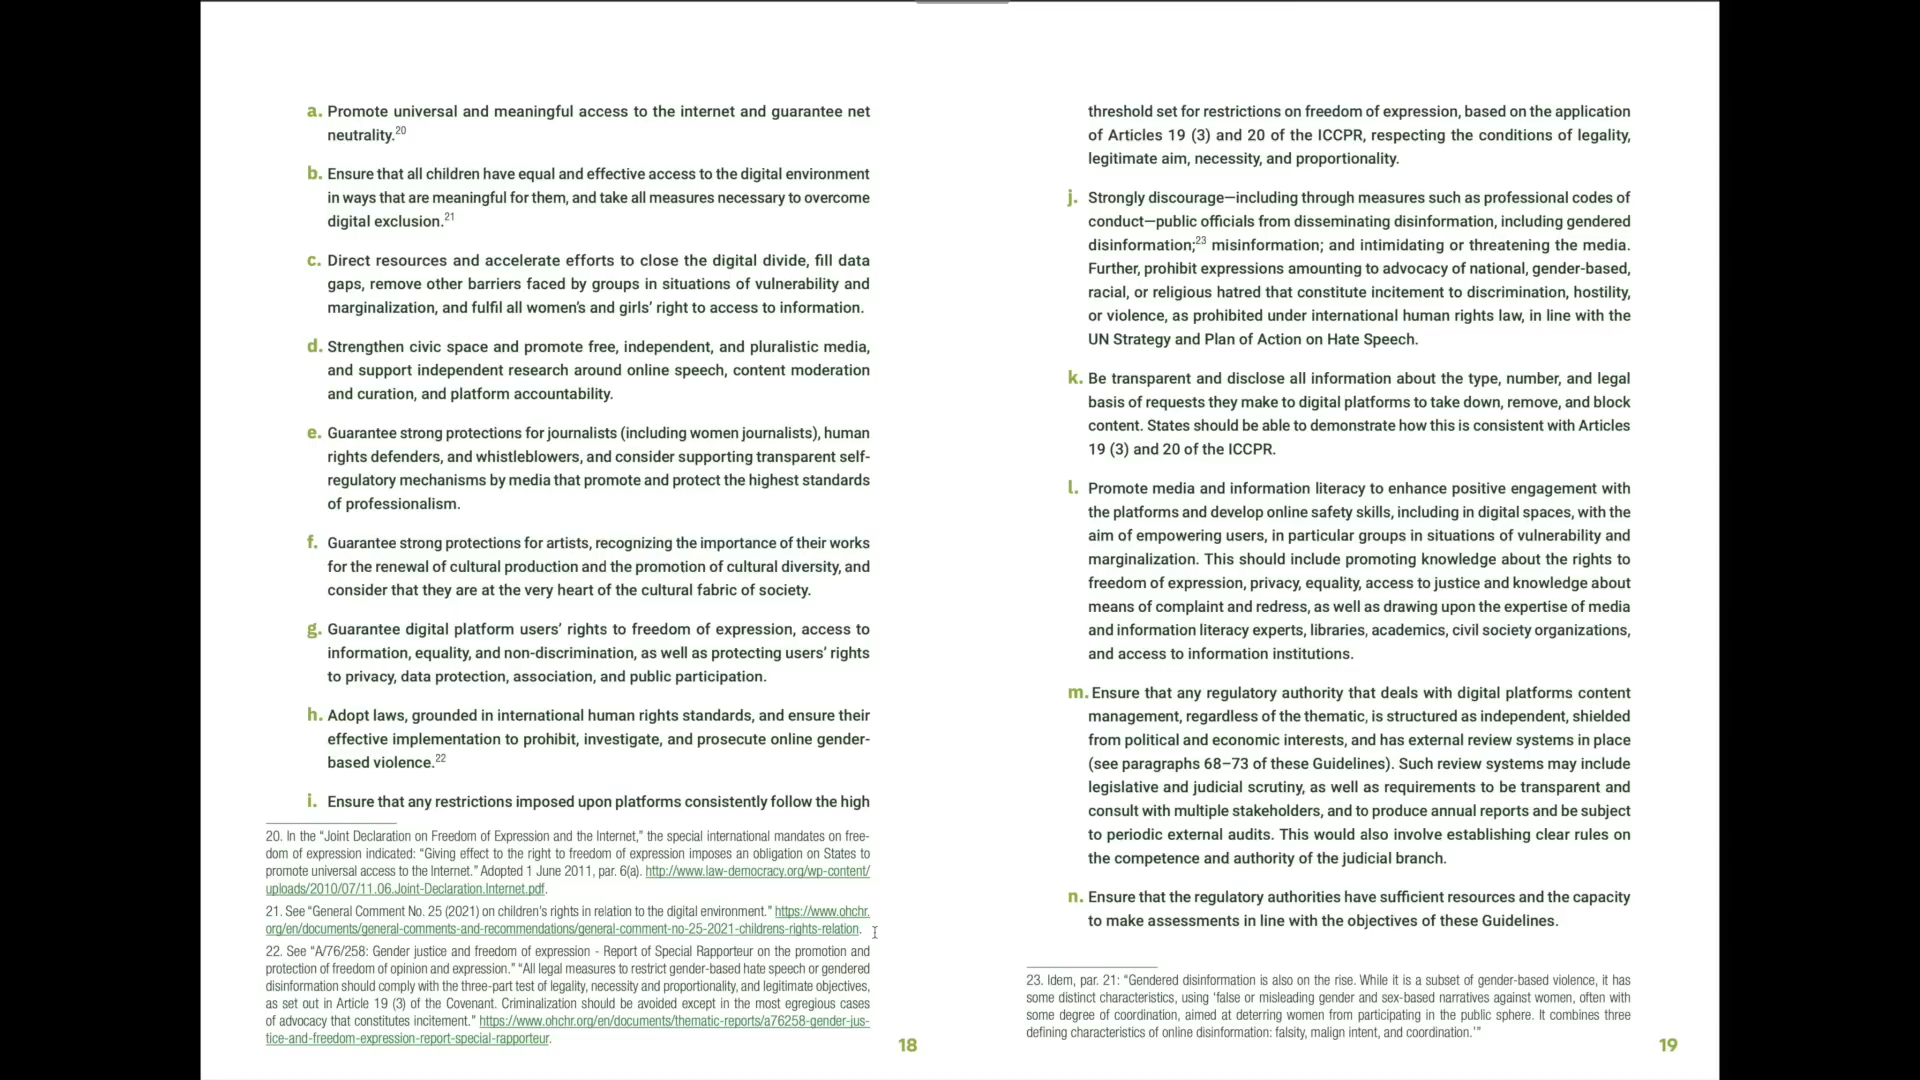 a. Promote universal and meaningful access to the internet and guarantee net
neutrality.20
b. Ensure that all children have equal and effective access to the digital environment
in ways that are meaningful for them, and take all measures necessary to overcome
digital exclusion.21
c. Direct resources and accelerate efforts to close the digital divide, fill data
gaps, remove other barriers faced by groups in situations of vulnerability and
marginalization, and fulfil all women’s and girls’ right to access to information.
d. Strengthen civic space and promote free, independent, and pluralistic media,
and support independent research around online speech, content moderation
and curation, and platform accountability.
e. Guarantee strong protections for journalists (including women journalists), human
rights defenders, and whistleblowers, and consider supporting transparent self-
regulatory mechanisms by media that promote and protect the highest standards
of professionalism.
f. Guarantee strong protections for artists, recognizing the importance of their works
for the renewal of cultural production and the promotion of cultural diversity, and
consider that they are at the very heart of the cultural fabric of society.
g. Guarantee digital platform users’ rights to freedom of expression, access to
information, equality, and non-discrimination, as well as protecting users’ rights
to privacy, data protection, association, and public participation.
h. Adopt laws, grounded in international human rights standards, and ensure their
effective implementation to prohibit, investigate, and prosecute online gender-
based violence.22
i. Ensure that any restrictions imposed upon platforms consistently follow the high
20. In the “Joint Declaration on Freedom of Expression and the Internet,” the special international mandates on free-
dom of expression indicated: “Giving effect to the right to freedom of expression imposes an obligation on States to
promote universal access to the Internet.” Adopted 1 June 2011, par. 6(a). http://www.law-democracy.org/wp-content/
uploads/2010/07/11.06.Joint-Declaration.Internet.pdf.
21. See “General Comment No. 25 (2021) on children’s rights in relation to the digital environment.” https://www.ohchr.
org/en/documents/general-comments-and-recommendations/general-comment-no-25-2021-childrens-rights-relation.
22. See “A/76/258: Gender justice and freedom of expression - Report of Special Rapporteur on the promotion and
protection of freedom of opinion and expression.” “All legal measures to restrict gender-based hate speech or gendered
disinformation should comply with the three-part test of legality, necessity and proportionality, and legitimate objectives,
as set out in Article 19 (3) of the Covenant. Criminalization should be avoided except in the most egregious cases
of advocacy that constitutes incitement.” https://www.ohchr.org/en/documents/thematic-reports/a76258-gender-jus-
tice-and-freedom-expression-report-special-rapporteur.
18
threshold set for restrictions on freedom of expression, based on the application
of Articles 19 (3) and 20 of the ICCPR, respecting the conditions of legality,
legitimate aim, necessity, and proportionality.
j. Strongly discourage—including through measures such as professional codes of
conduct—public officials from disseminating disinformation, including gendered
disinformation;23 misinformation; and intimidating or threatening the media.
Further, prohibit expressions amounting to advocacy of national, gender-based,
racial, or religious hatred that constitute incitement to discrimination, hostility,
or violence, as prohibited under international human rights law, in line with the
UN Strategy and Plan of Action on Hate Speech.
k. Be transparent and disclose all information about the type, number, and legal
basis of requests they make to digital platforms to take down, remove, and block
content. States should be able to demonstrate how this is consistent with Articles
19 (3) and 20 of the ICCPR.
l. Promote media and information literacy to enhance positive engagement with
the platforms and develop online safety skills, including in digital spaces, with the
aim of empowering users, in particular groups in situations of vulnerability and
marginalization. This should include promoting knowledge about the rights to
freedom of expression, privacy, equality, access to justice and knowledge about
means of complaint and redress, as well as drawing upon the expertise of media
and information literacy experts, libraries, academics, civil society organizations,
and access to information institutions.
m. Ensure that any regulatory authority that deals with digital platforms content
management, regardless of the thematic, is structured as independent, shielded
from political and economic interests, and has external review systems in place
(see paragraphs 68–73 of these Guidelines). Such review systems may include
legislative and judicial scrutiny, as well as requirements to be transparent and
consult with multiple stakeholders, and to produce annual reports and be subject
to periodic external audits. This would also involve establishing clear rules on
the competence and authority of the judicial branch.
n. Ensure that the regulatory authorities have sufficient resources and the capacity
to make assessments in line with the objectives of these Guidelines.
23. Idem, par. 21: “Gendered disinformation is also on the rise. While it is a subset of gender-based violence, it has
some distinct characteristics, using ‘false or misleading gender and sex-based narratives against women, often with
some degree of coordination, aimed at deterring women from participating in the public sphere. It combines three
defining characteristics of online disinformation: falsity, malign intent, and coordination.’”
19